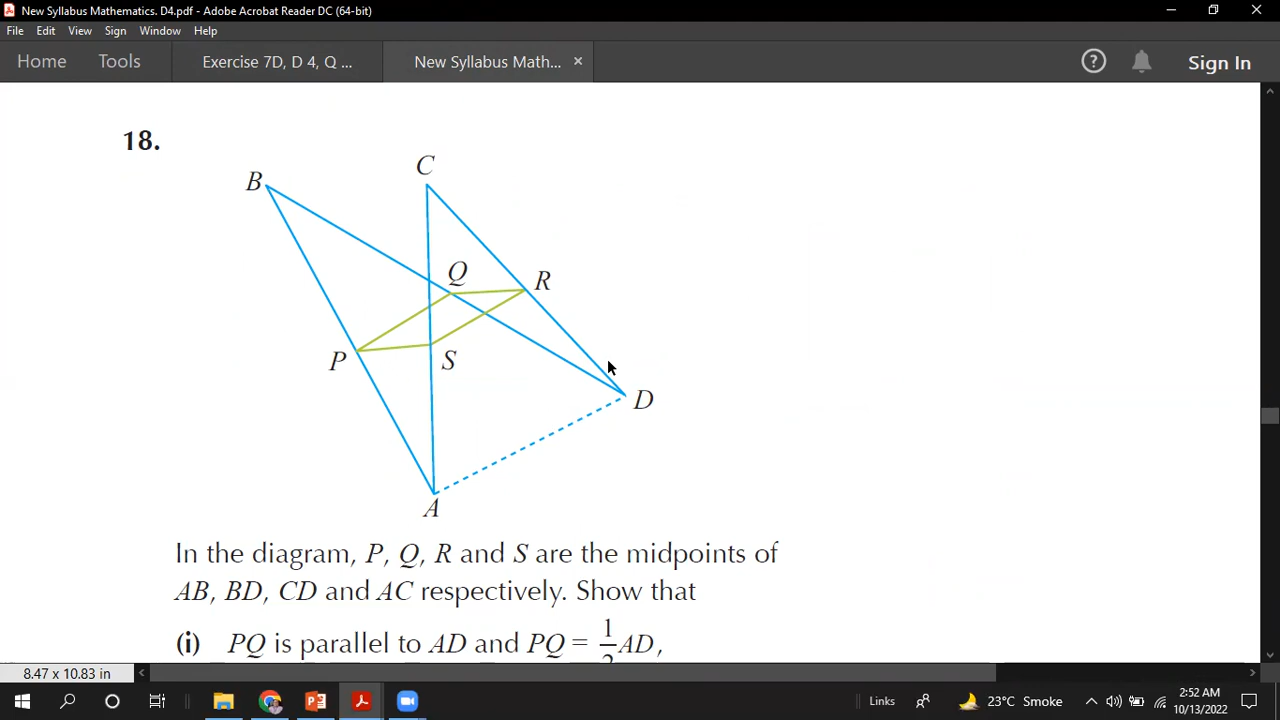 New Syllabus Mathematics. D4.pdf - Adobe Acrobat Reader DC (64-bit)
File Edit View Sign Window Help
Home Tools Exercise 7D, D 4, Q ... New Syllabus Math... × ? Sign In
18.
B
C
Q
R
P
S
D
A
In the diagram, P, Q, R and S are the midpoints of
AB, BD, CD and AC respectively. Show that
(i) PQ is parallel to AD and PQ = 1/2 AD,
8.47 x 10.83 in
Links 23°C Smoke 2:52 AM
10/13/2022